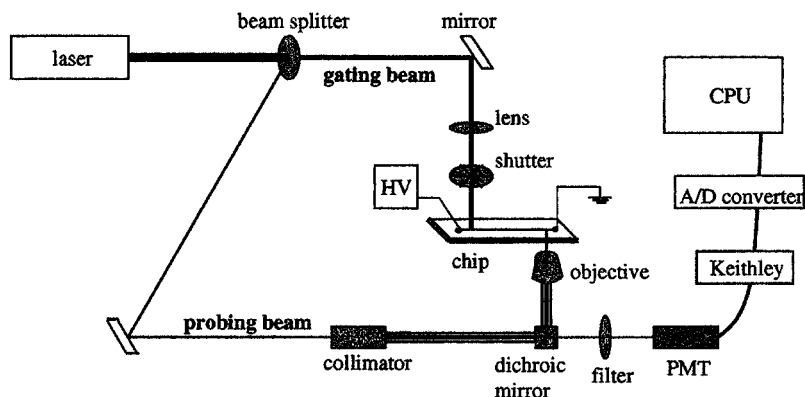 beam splitter
mirror
laser
gating beam
CPU
lens
shutter
HV
A/D converter
chip
objective
Keithley
probing beam
collimator
dichroic
mirror
filter
PMT